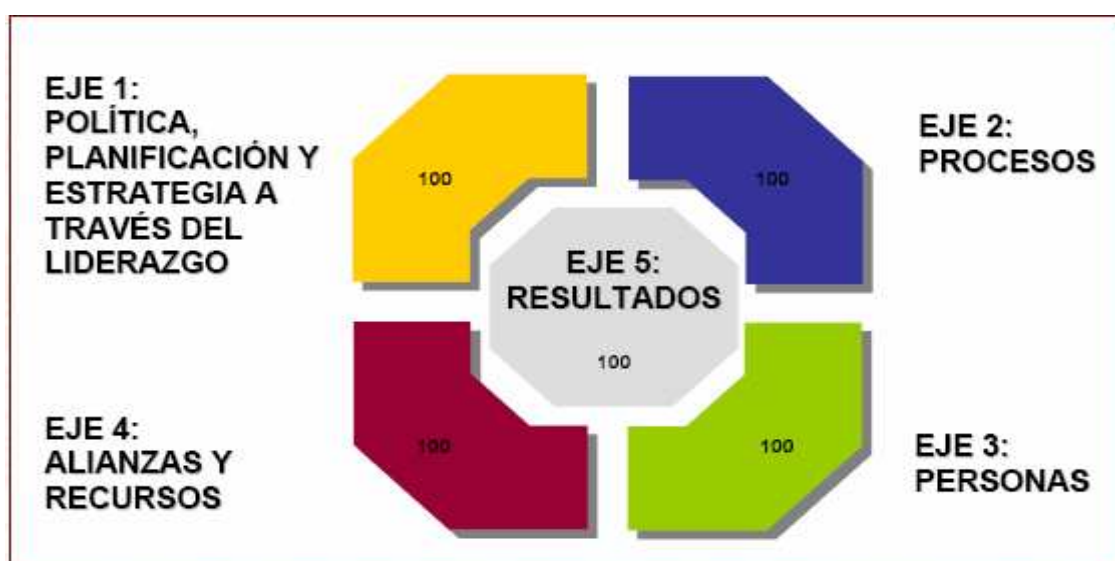 EJE 1:
POLÍTICA,
PLANIFICACIÓN Y
ESTRATEGIA A
TRAVÉS DEL
LIDERAZGO
100
100
EJE 2:
PROCESOS
EJE 5:
RESULTADOS
100
EJE 4:
ALIANZAS Y
RECURSOS
100
100
EJE 3:
PERSONAS